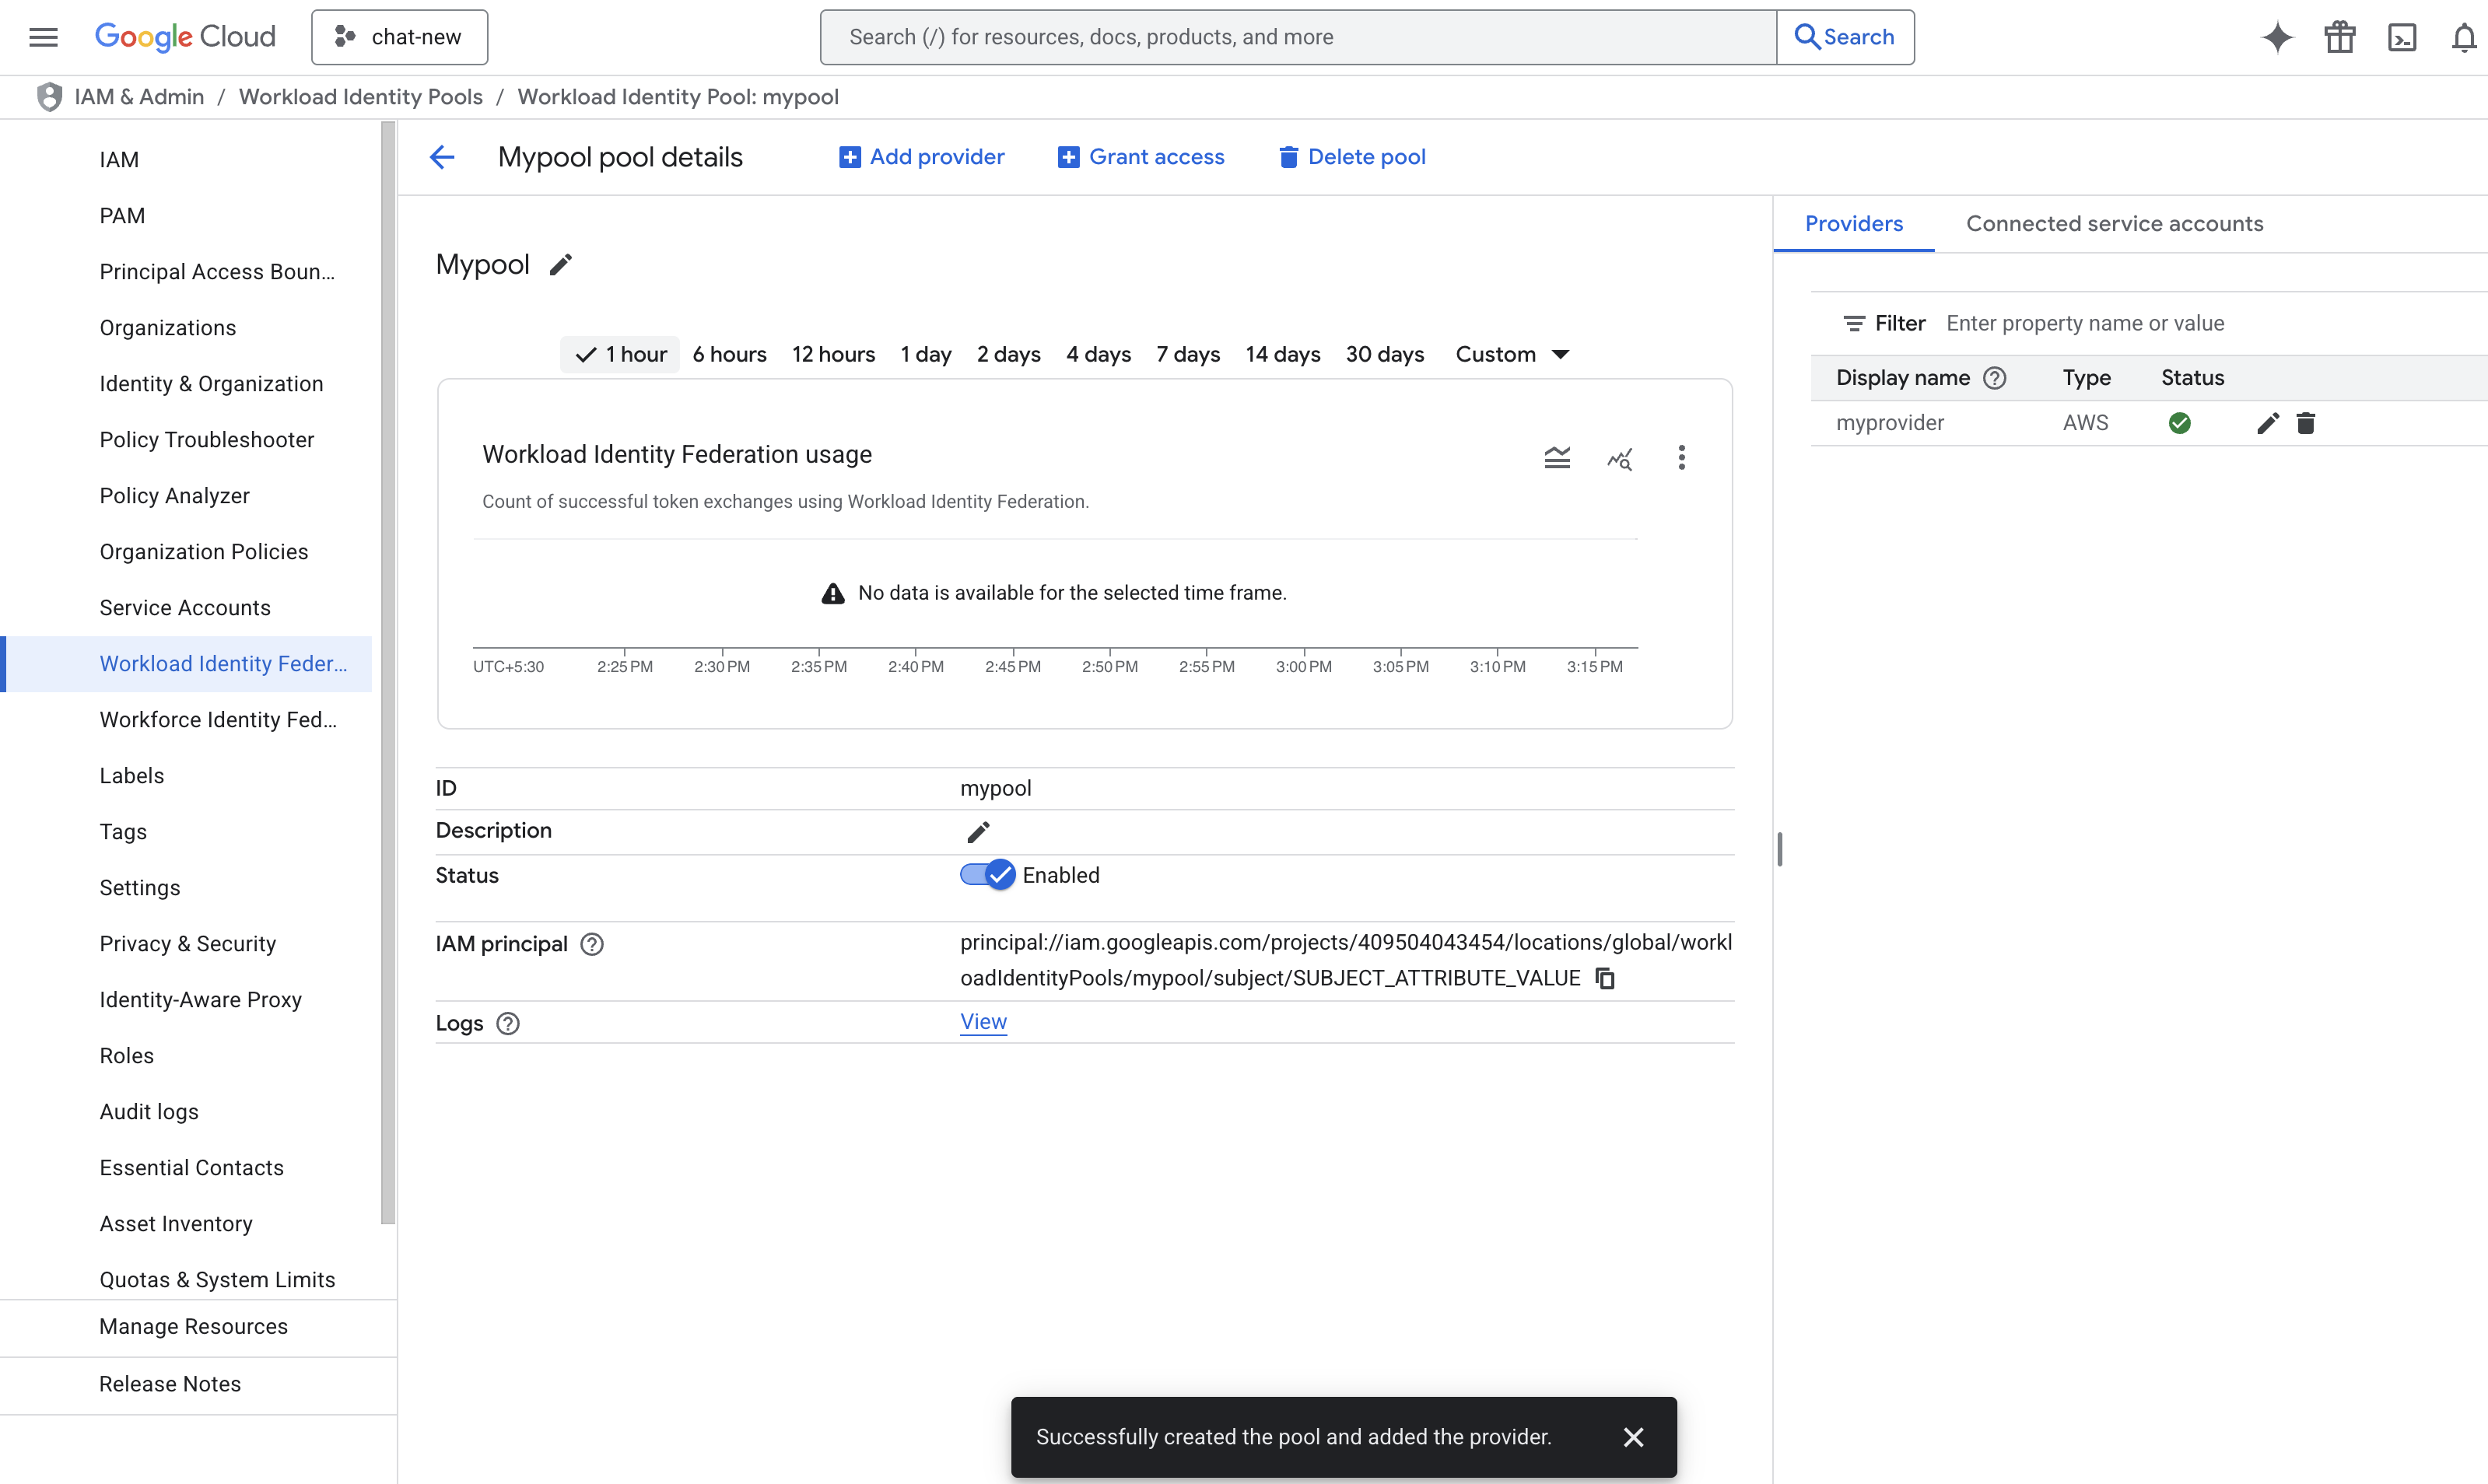 Google Cloud
chat-new
Search (/) for resources, docs, products, and more
Search
IAM & Admin / Workload Identity Pools / Workload Identity Pool: mypool
IAM
PAM
Principal Access Boun...
Organizations
Identity & Organization
Policy Troubleshooter
Policy Analyzer
Organization Policies
Service Accounts
Workload Identity Feder...
Workforce Identity Fed...
Labels
Tags
Settings
Privacy & Security
Identity-Aware Proxy
Roles
Audit logs
Essential Contacts
Asset Inventory
Quotas & System Limits
Manage Resources
Release Notes
Mypool pool details
Add provider
Grant access
Delete pool
Mypool
1 hour 6 hours 12 hours 1 day 2 days 4 days 7 days 14 days 30 days Custom
Workload Identity Federation usage
Count of successful token exchanges using Workload Identity Federation.
No data is available for the selected time frame.
UTC+5:30 2:25 PM 2:30 PM 2:35 PM 2:40 PM 2:45 PM 2:50 PM 2:55 PM 3:00 PM 3:05 PM 3:10 PM 3:15 PM
ID mypool
Description
Status Enabled
IAM principal principal://iam.googleapis.com/projects/409504043454/locations/global/workl
oadIdentityPools/mypool/subject/SUBJECT_ATTRIBUTE_VALUE
Logs View
Providers Connected service accounts
Filter Enter property name or value
Display name Type Status
myprovider AWS
Successfully created the pool and added the provider.